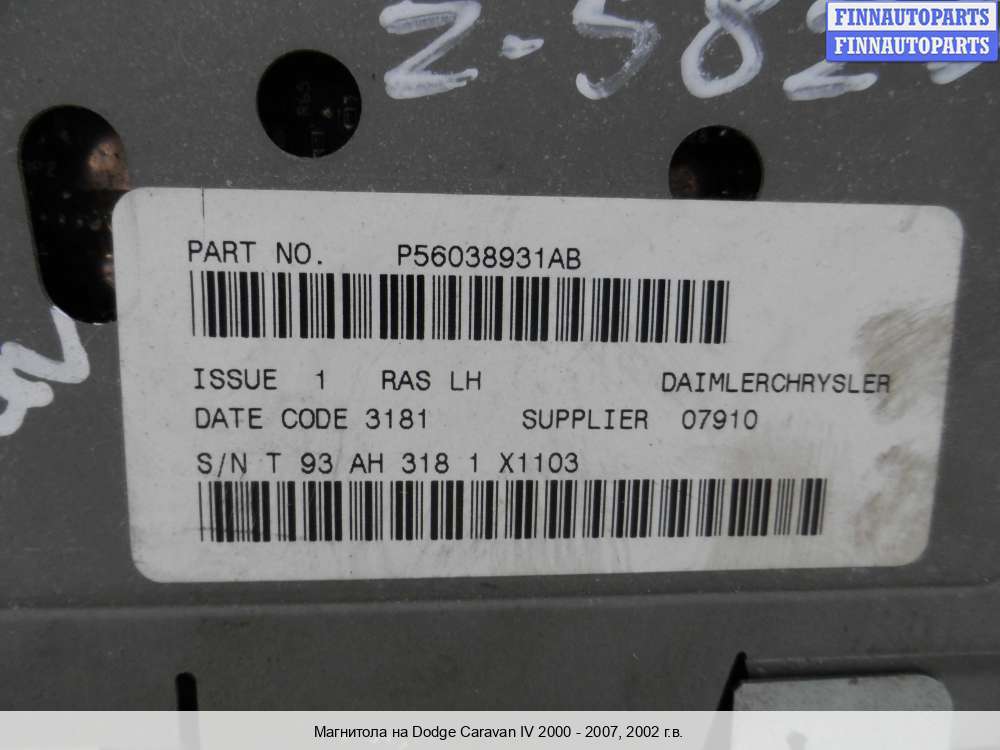 FINNAUTOPARTS
FINNAUTOPARTS
PART NO. P56038931AB
ISSUE 1 RAS LH DAIMLERCHRYSLER
DATE CODE 3181 SUPPLIER 07910
S/N T 93 AH 318 1 X1103
Магнитола на Dodge Caravan IV 2000 - 2007, 2002 г.в.